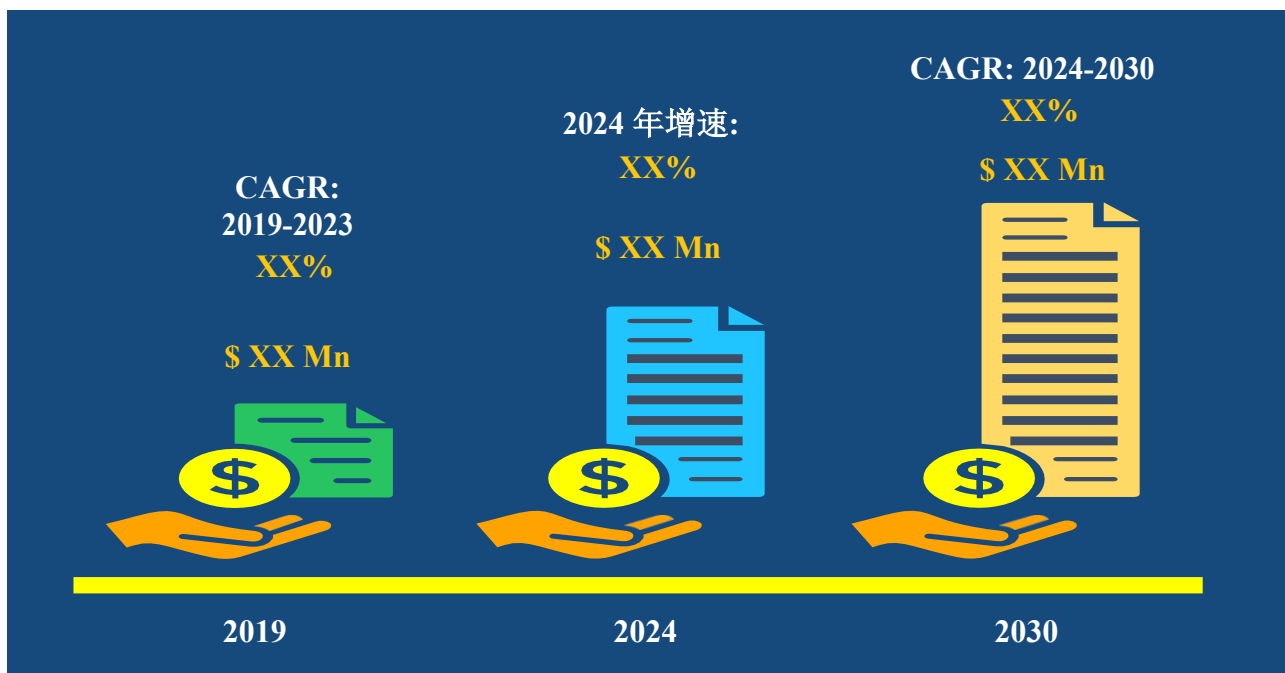 CAGR:
2019-2023
XX%
$ XX Mn
2024 年增速:
XX%
$ XX Mn
CAGR: 2024-2030
XX%
$ XX Mn
$
$
$
2019
2024
2030